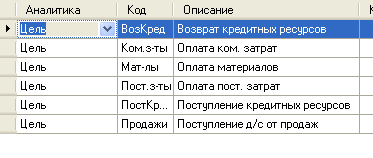 Аналитика Код Описание
Цель ВозКред Возврат кредитных ресурсов
Цель Ком.з-ты Оплата ком. затрат
Цель Мат-лы Оплата материалов
Цель Пост.з-ты Оплата пост. затрат
Цель ПостКр... Поступление кредитных ресурсов
Цель Продажи Поступление д/с от продаж